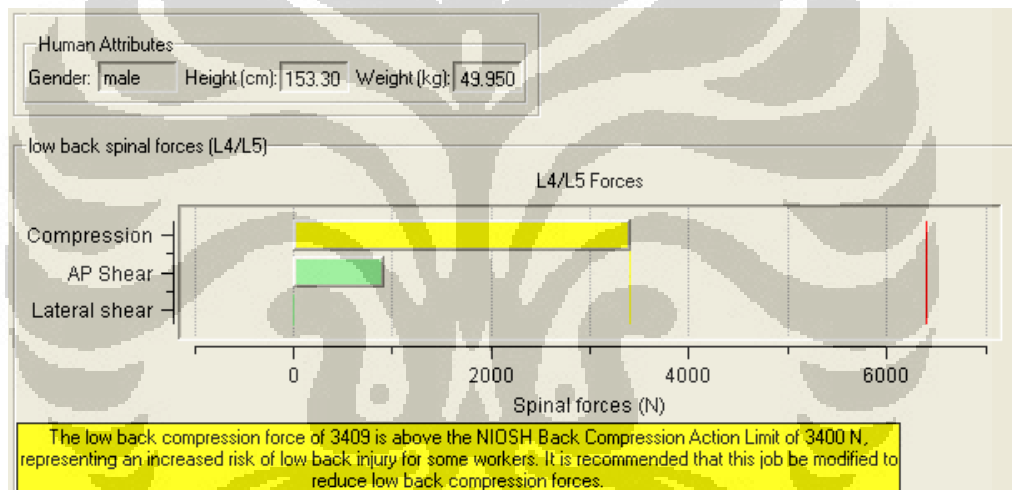 Human Attributes
Gender: male Height (cm): 153.30 Weight (kg): 49.950
low back spinal forces (L4/L5)
L4/L5 Forces
Compression
AP Shear
Lateral shear
0 2000 4000 6000
Spinal forces (N)
The low back compression force of 3409 is above the NIOSH Back Compression Action Limit of 3400 N,
representing an increased risk of low back injury for some workers. It is recommended that this job be modified to
reduce low back compression forces.